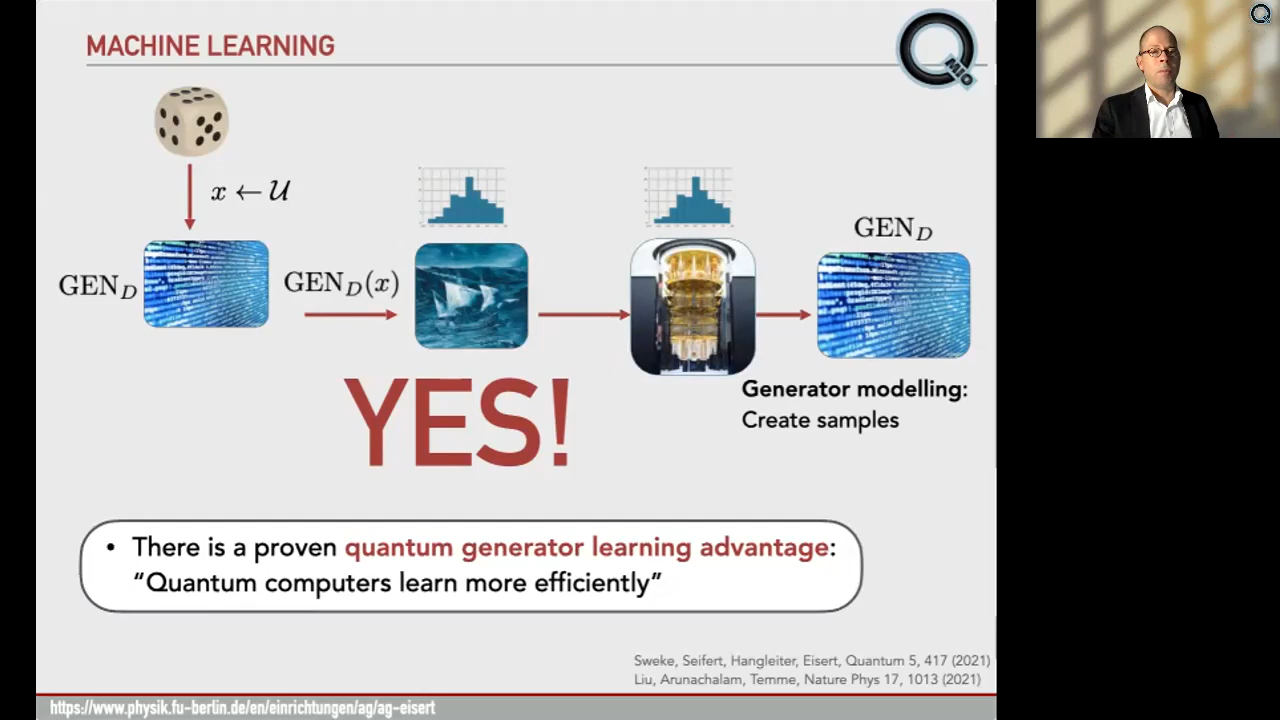 MACHINE LEARNING
QMIO
x ← 𝒰
GEN_D
GEN_D(x)
GEN_D
YES!
Generator modelling:
Create samples
• There is a proven quantum generator learning advantage:
“Quantum computers learn more efficiently”
Sweke, Seifert, Hangleiter, Eisert, Quantum 5, 417 (2021)
Liu, Arunachalam, Temme, Nature Phys 17, 1013 (2021)
https://www.physik.fu-berlin.de/en/einrichtungen/ag/ag-eisert